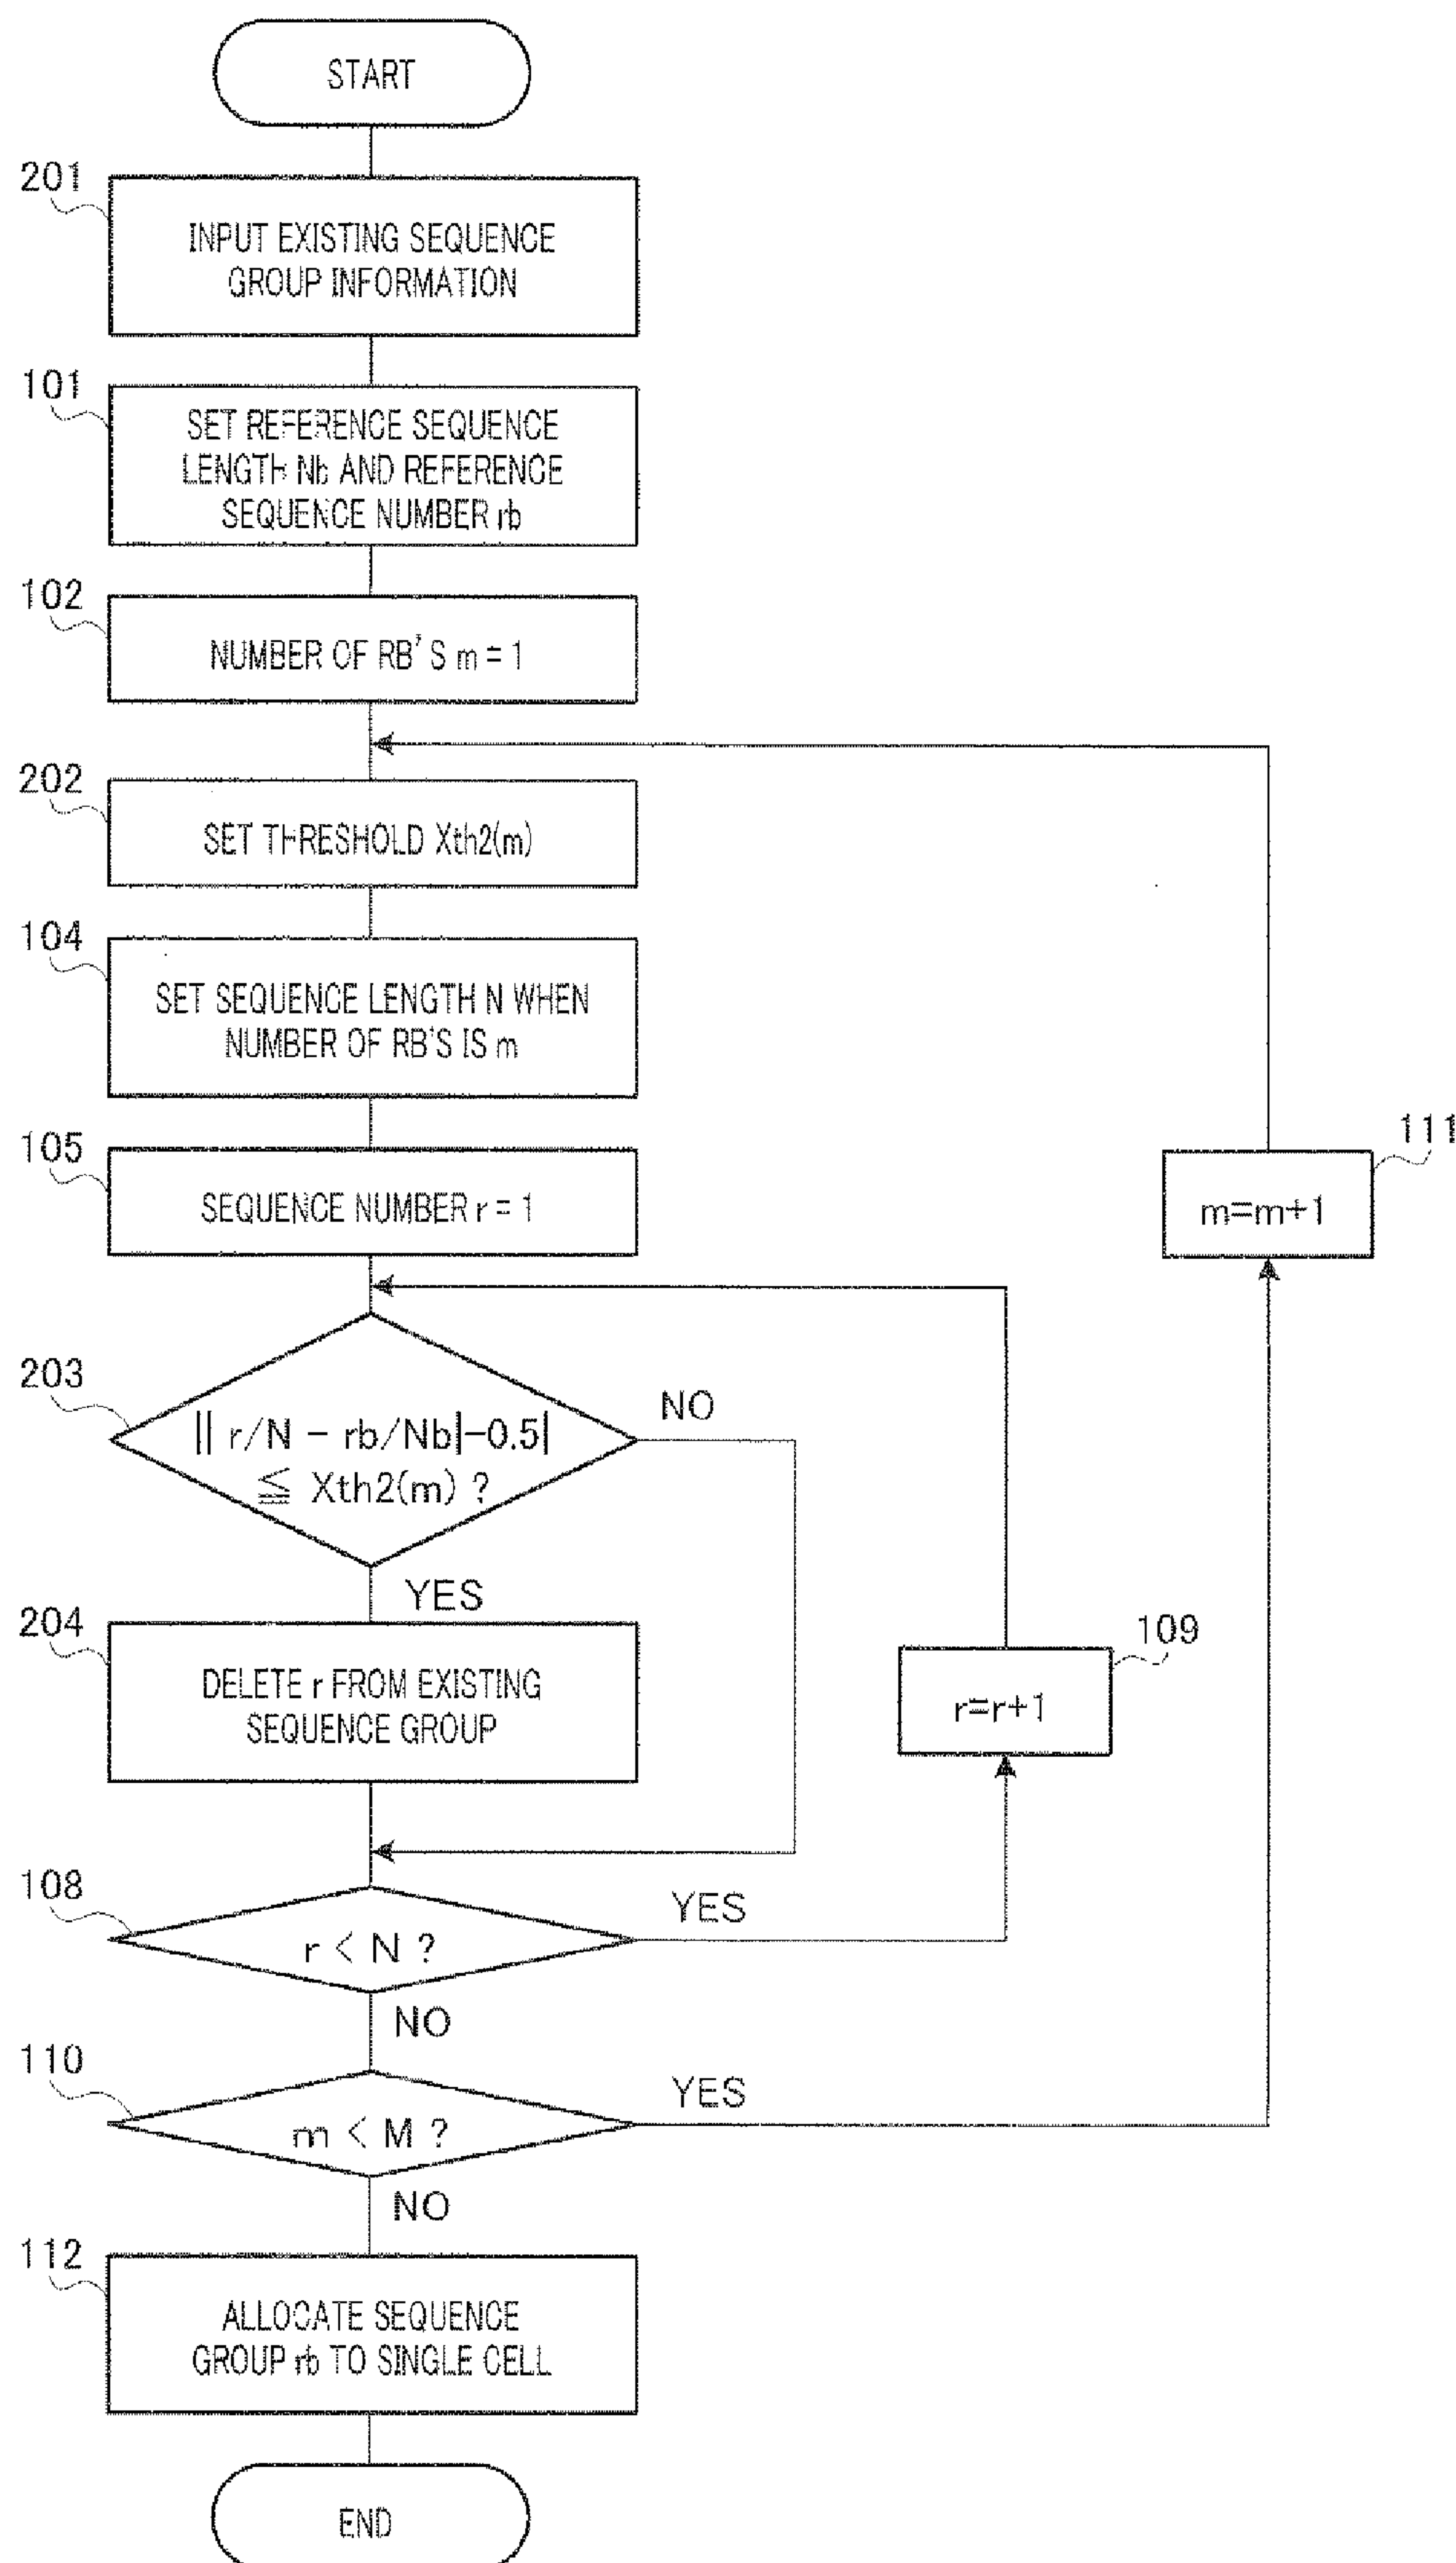 START
201
INPUT EXISTING SEQUENCE
GROUP INFORMATION
101
SET REFERENCE SEQUENCE
LENGTH Nb AND REFERENCE
SEQUENCE NUMBER rb
102
NUMBER OF RB'S m = 1
202
SET THRESHOLD Xth2(m)
104
SET SEQUENCE LENGTH N WHEN
NUMBER OF RB'S IS m
105
SEQUENCE NUMBER r = 1
111
m=m+1
203
|| r/N - rb/Nb|-0.5|
≦ Xth2(m) ?
NO
YES
204
DELETE r FROM EXISTING
SEQUENCE GROUP
109
r=r+1
108
r < N ?
YES
NO
110
m < M ?
YES
NO
112
ALLOCATE SEQUENCE
GROUP rb TO SINGLE CELL
END